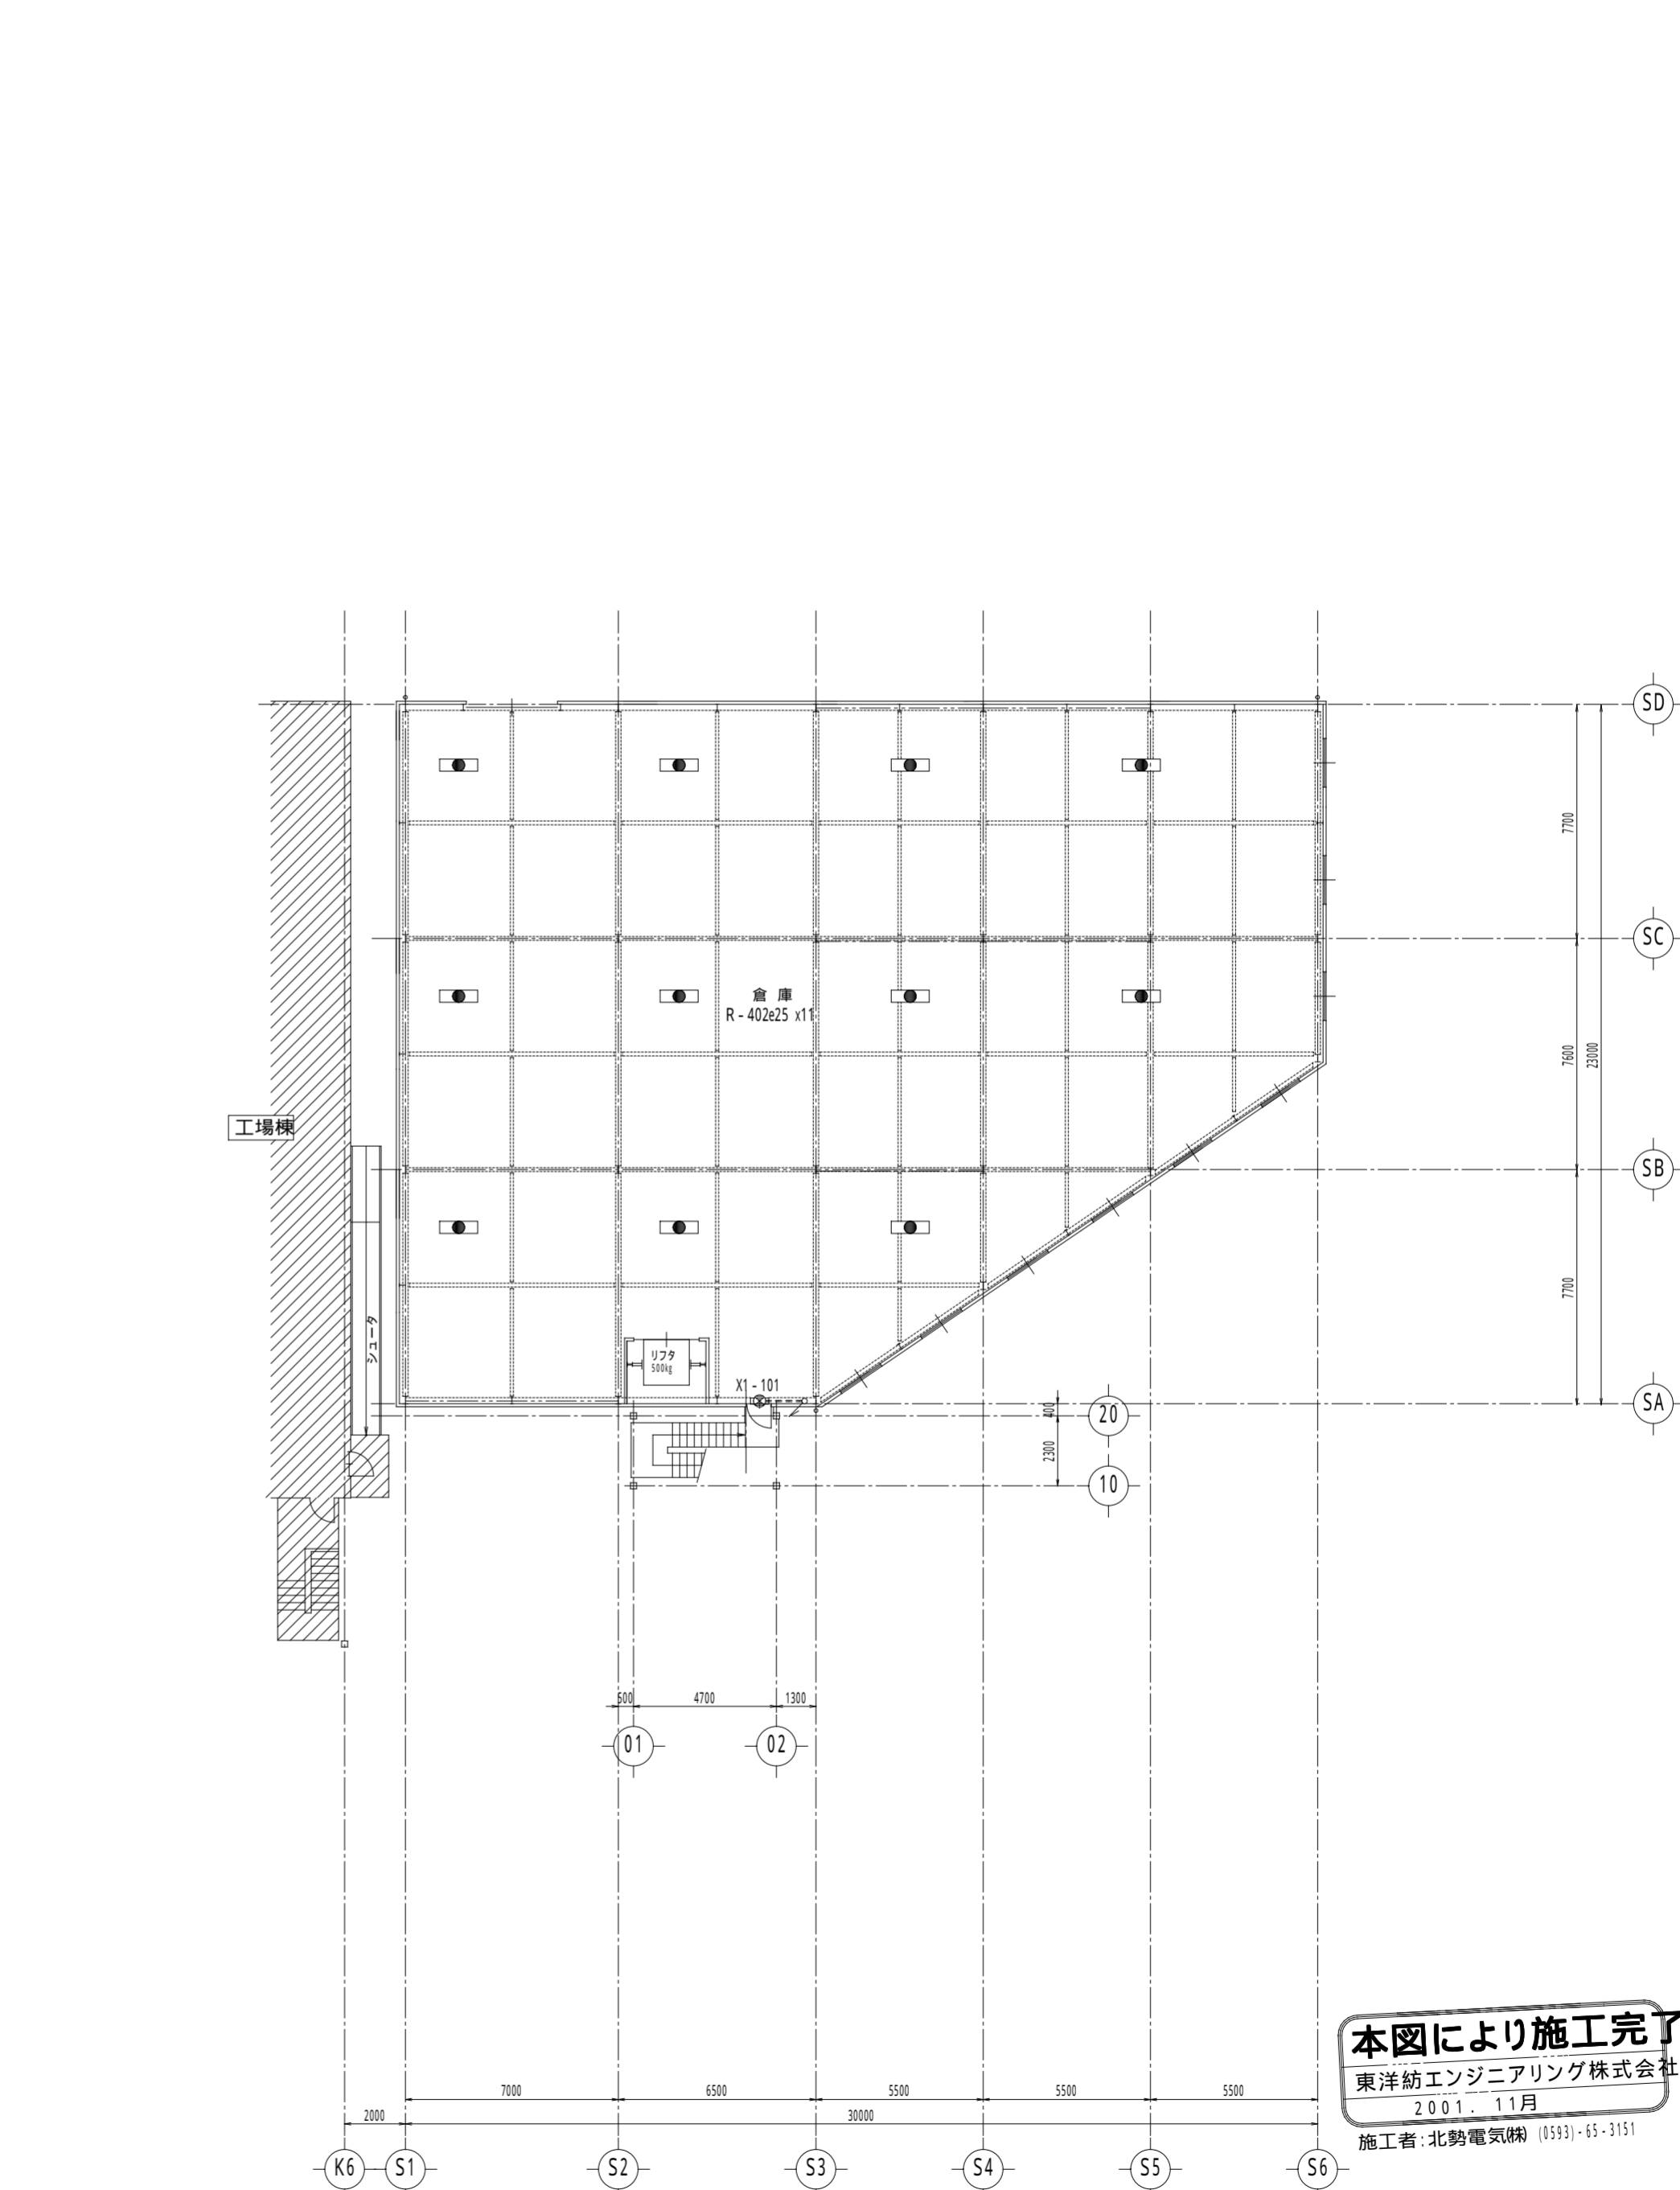 SD
7700
SC
倉 庫
R－402e25 x11
7600
23000
工場棟
SB
7700
シュータ
リフタ
500kg
X1－101
400
20
SA
2300
10
500
4700
1300
01
02
本図により施工完了
東洋紡エンジニアリング株式会社
2001. 11月
施工者:北勢電気㈱ (0593)-65-3151
7000
6500
5500
5500
5500
2000
30000
K6
S1
S2
S3
S4
S5
S6